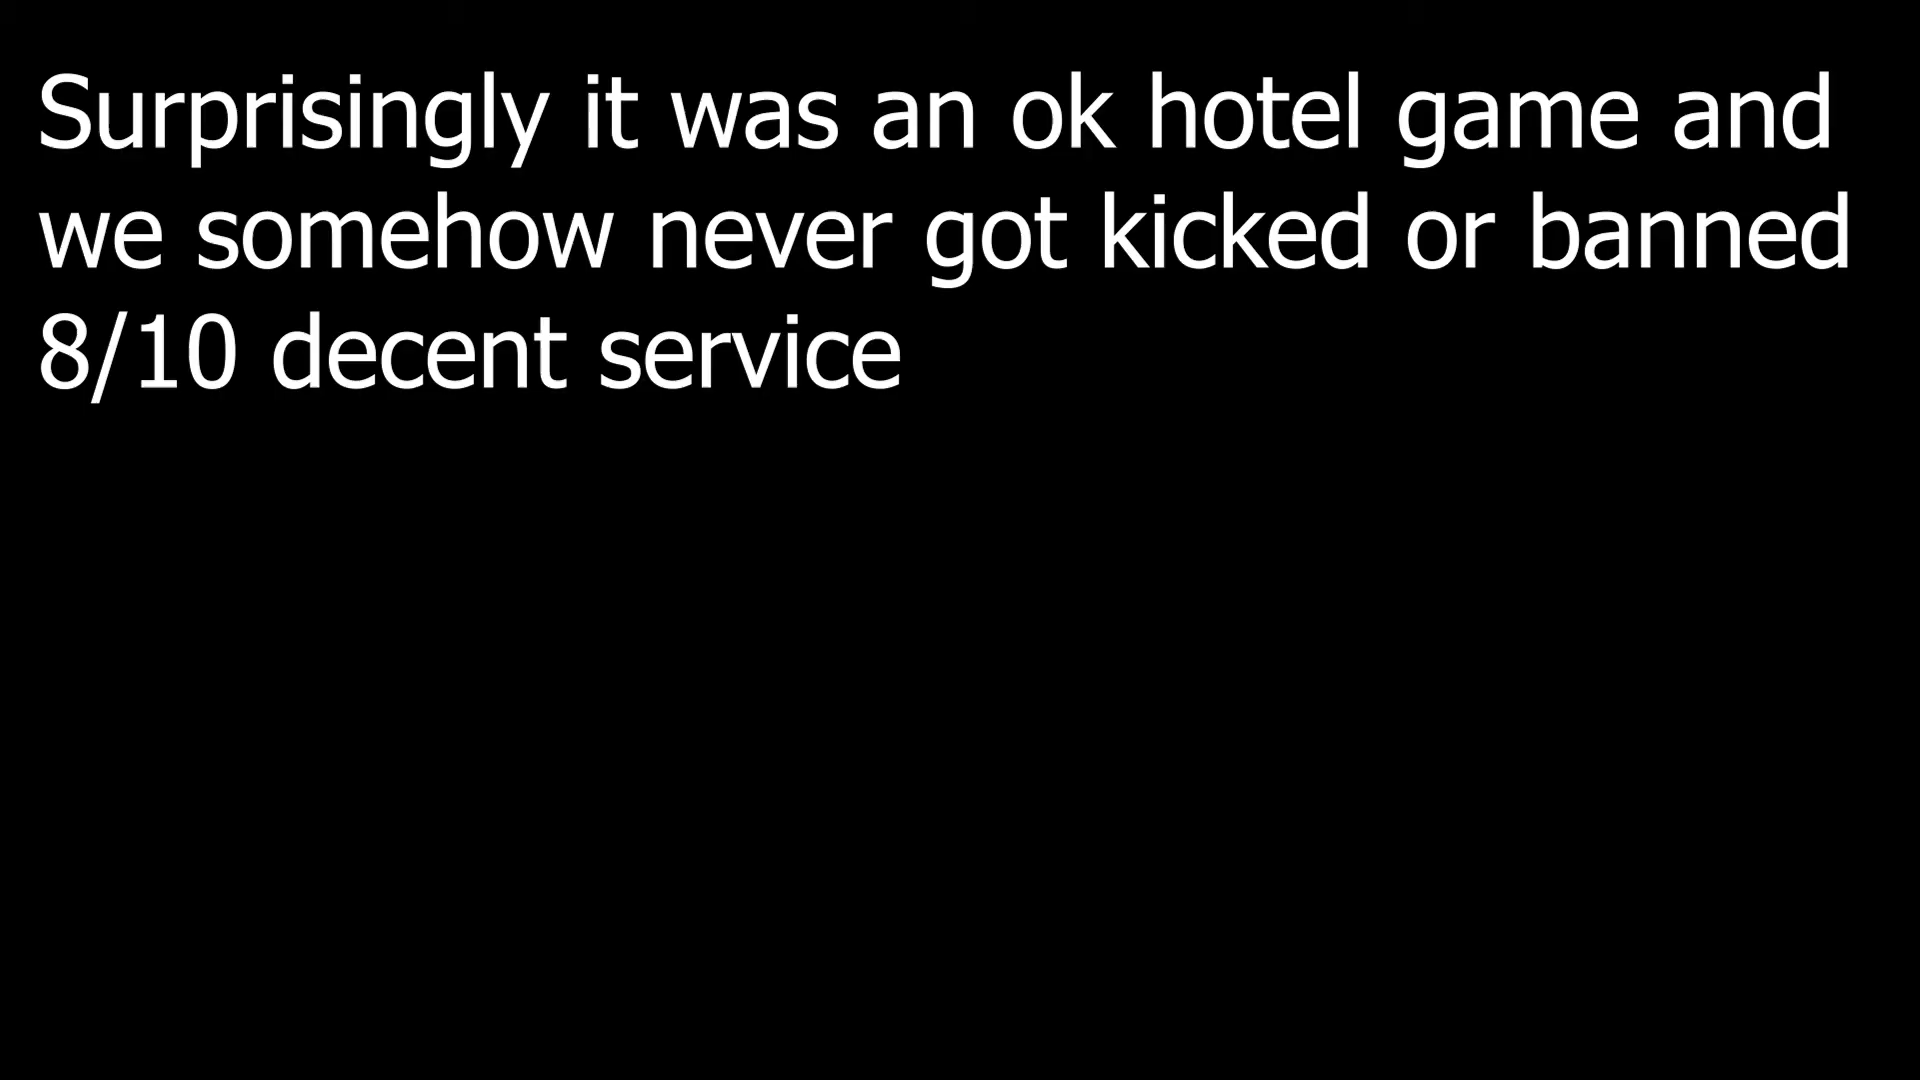 Surprisingly it was an ok hotel game and
we somehow never got kicked or banned
8/10 decent service